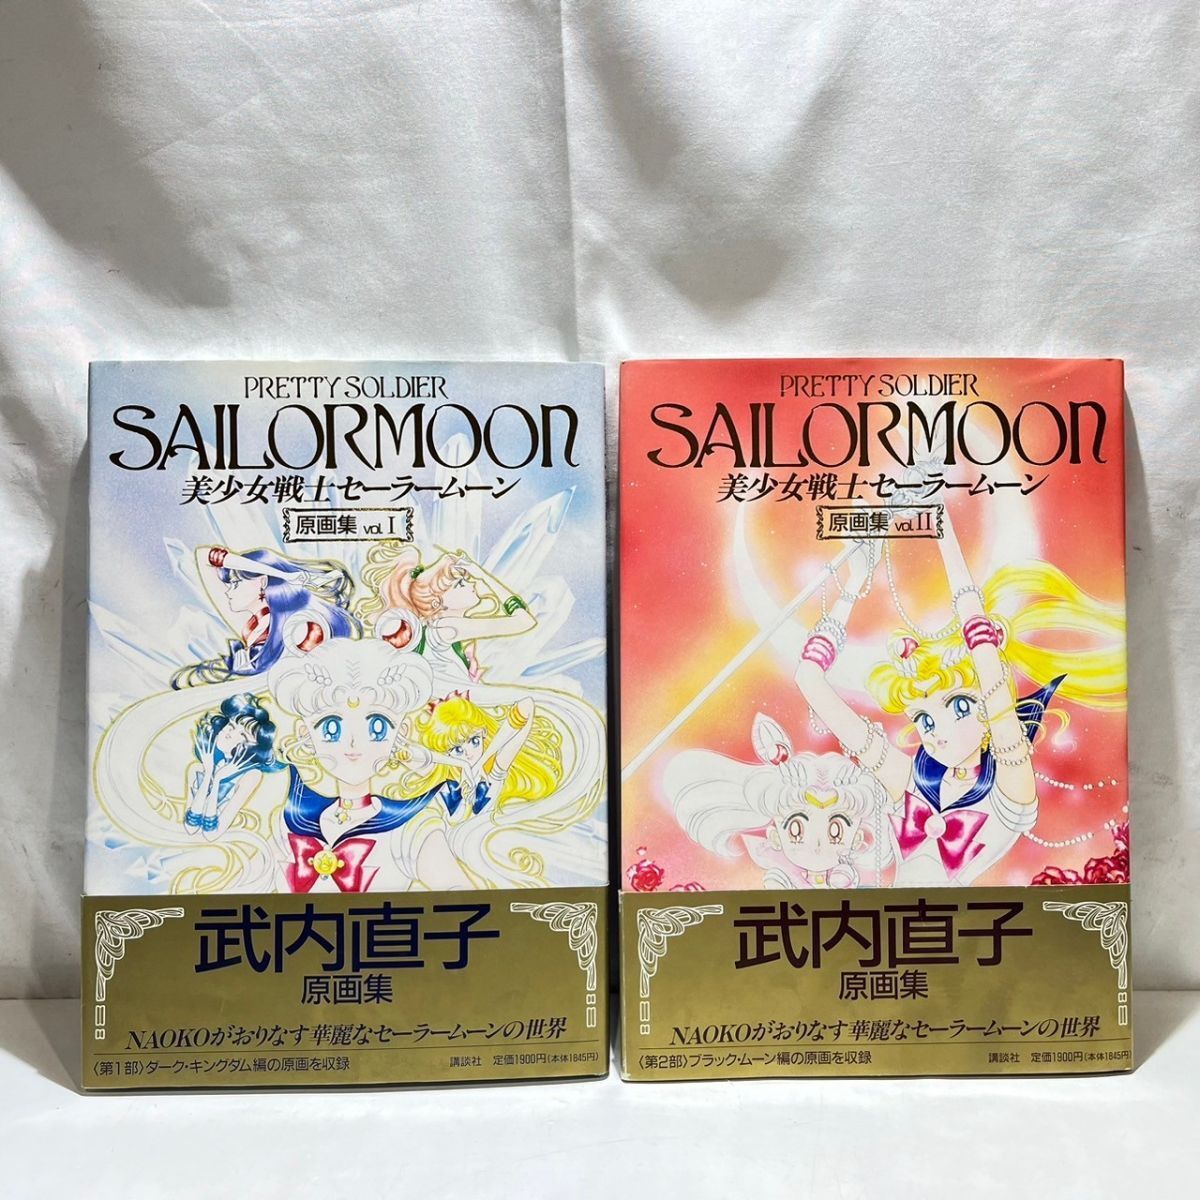 PRETTY SOLDIER
SAILORMOON
美少女戦士セーラームーン
原画集 vol. I
武内直子
原画集
NAOKOがおりなす華麗なセーラームーンの世界
〈第1部〉ダーク・キングダム編の原画を収録
講談社 定価1900円(本体1845円)
PRETTY SOLDIER
SAILORMOON
美少女戦士セーラームーン
原画集 vol. II
武内直子
原画集
NAOKOがおりなす華麗なセーラームーンの世界
〈第2部〉ブラック・ムーン編の原画を収録
講談社 定価1900円(本体1845円)